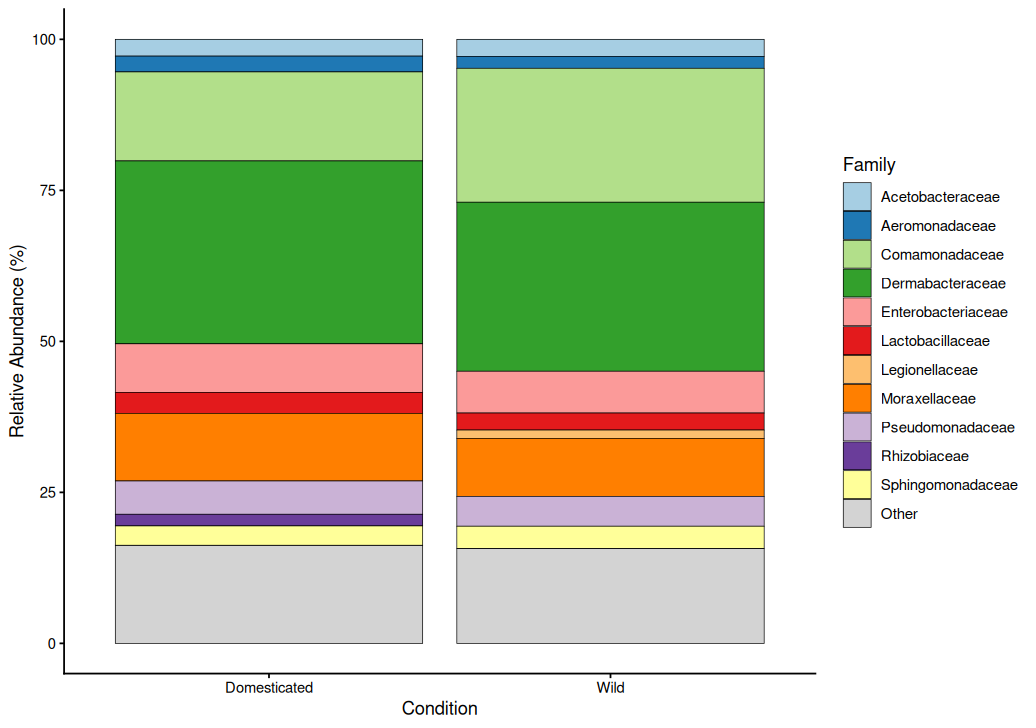 Relative Abundance (%)
100
75
50
25
0
Domesticated
Wild
Condition
Family
Acetobacteraceae
Aeromonadaceae
Comamonadaceae
Dermabacteraceae
Enterobacteriaceae
Lactobacillaceae
Legionellaceae
Moraxellaceae
Pseudomonadaceae
Rhizobiaceae
Sphingomonadaceae
Other